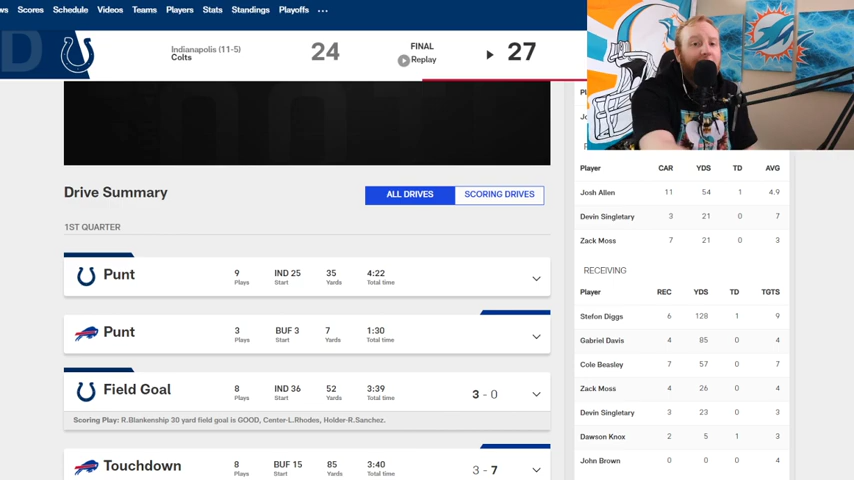 Scores Schedule Videos Teams Players Stats Standings Playoffs ...
Indianapolis (11-5)
Colts
24
FINAL
Replay
27
Drive Summary
ALL DRIVES
SCORING DRIVES
1ST QUARTER
Punt
9
Plays
IND 25
Start
35
Yards
4:22
Total time
Punt
3
Plays
BUF 3
Start
7
Yards
1:30
Total time
Field Goal
8
Plays
IND 36
Start
52
Yards
3:39
Total time
3 - 0
Scoring Play: R.Blankenship 30 yard field goal is GOOD, Center-L.Rhodes, Holder-R.Sanchez.
Touchdown
8
Plays
BUF 15
Start
85
Yards
3:40
Total time
3 - 7
Player CAR YDS TD AVG
Josh Allen 11 54 1 4.9
Devin Singletary 3 21 0 7
Zack Moss 7 21 0 3
RECEIVING
Player REC YDS TD TGTS
Stefon Diggs 6 128 1 9
Gabriel Davis 4 85 0 4
Cole Beasley 7 57 0 7
Zack Moss 4 26 0 4
Devin Singletary 3 23 0 3
Dawson Knox 2 5 1 3
John Brown 0 0 0 4